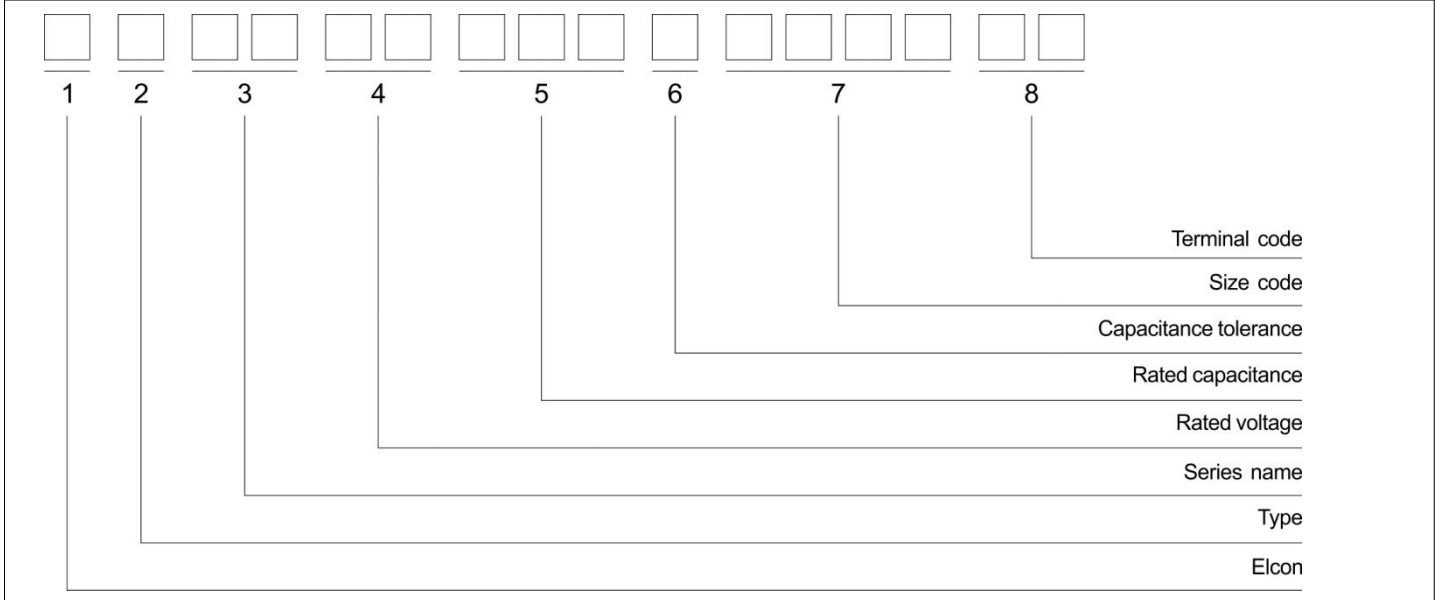 1 2 3 4 5 6 7 8
Terminal code
Size code
Capacitance tolerance
Rated capacitance
Rated voltage
Series name
Type
Elcon